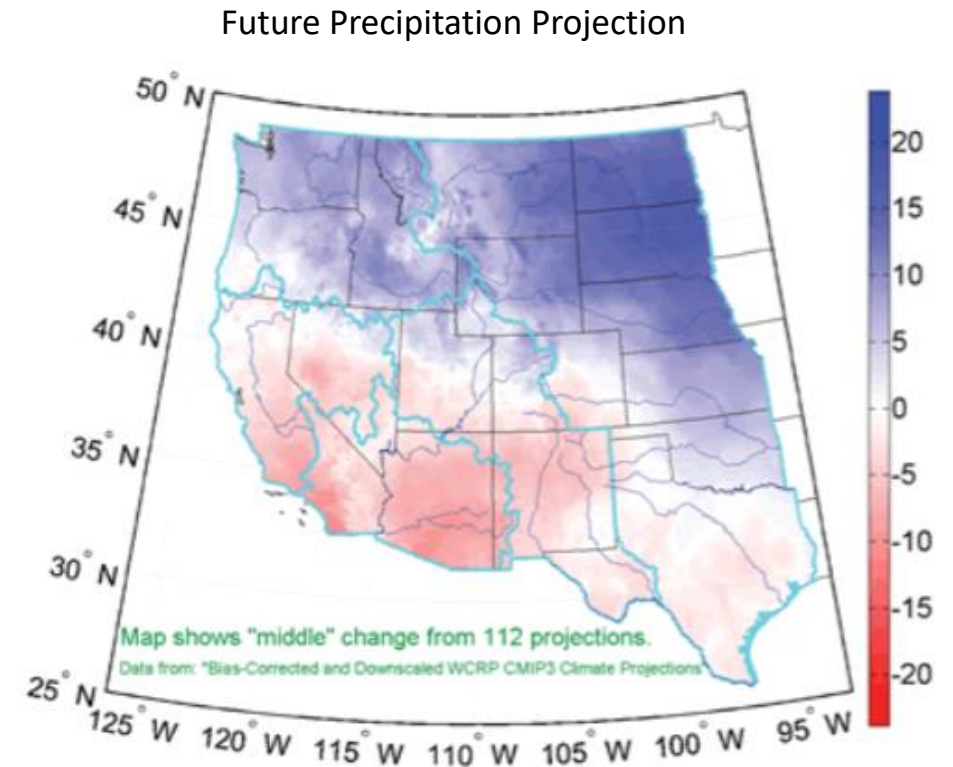 Future Precipitation Projection
50° N
45° N
40° N
35° N
30° N
25° N
125° W
120° W
115° W
110° W
105° W
100° W
95° W
20
15
10
5
0
-5
-10
-15
-20
Map shows "middle" change from 112 projections.
Data from: "Bias-Corrected and Downscaled WCRP CMIP3 Climate Projections"